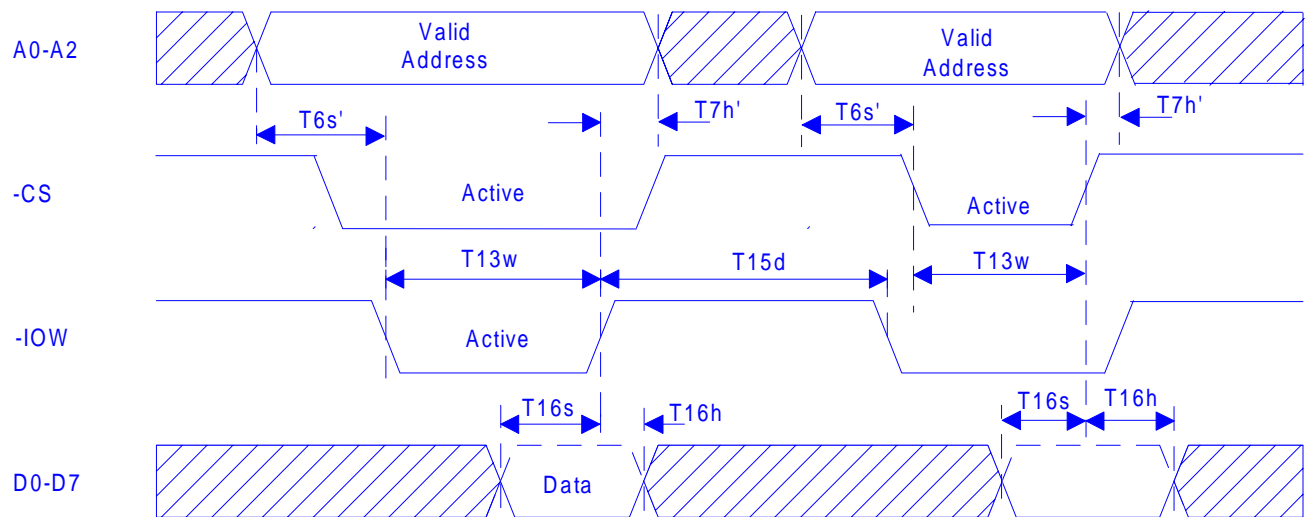 A0-A2
Valid
Address
Valid
Address
T6s'
T7h'
T6s'
T7h'
-CS
Active
Active
T13w
T15d
T13w
-IOW
Active
T16s
T16h
T16s
T16h
D0-D7
Data